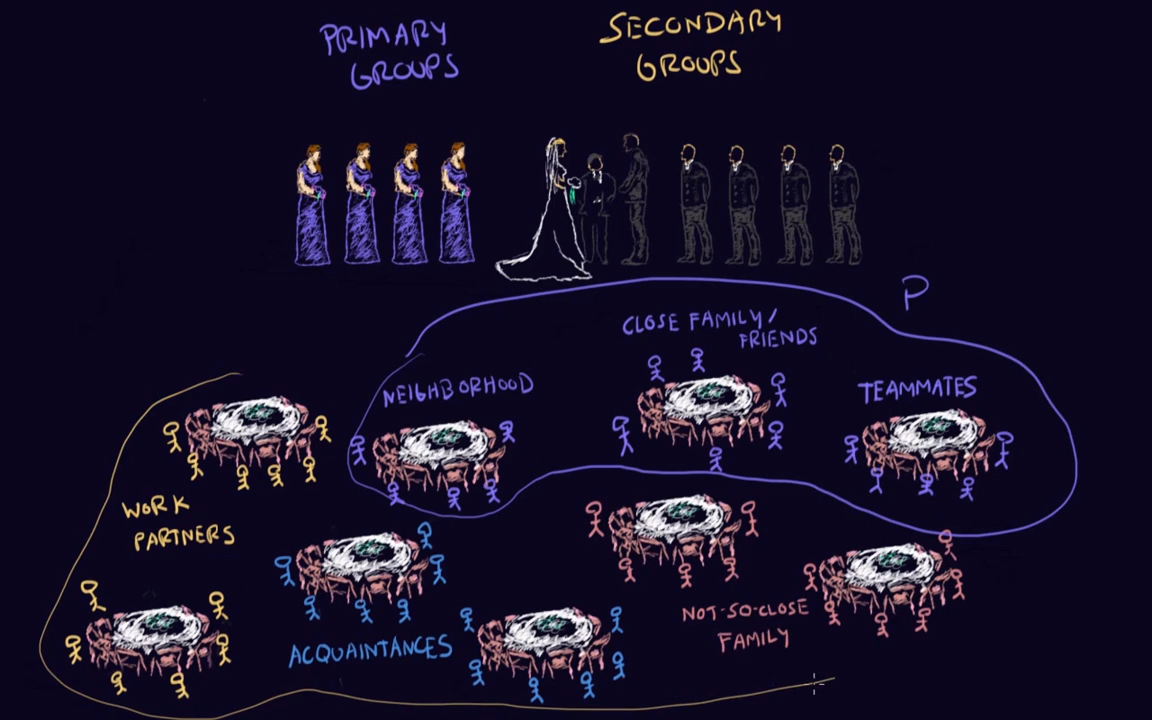 PRIMARY
GROUPS
SECONDARY
GROUPS
P
CLOSE FAMILY/
FRIENDS
NEIGHBORHOOD
TEAMMATES
WORK
PARTNERS
ACQUAINTANCES
NOT-SO-CLOSE
FAMILY